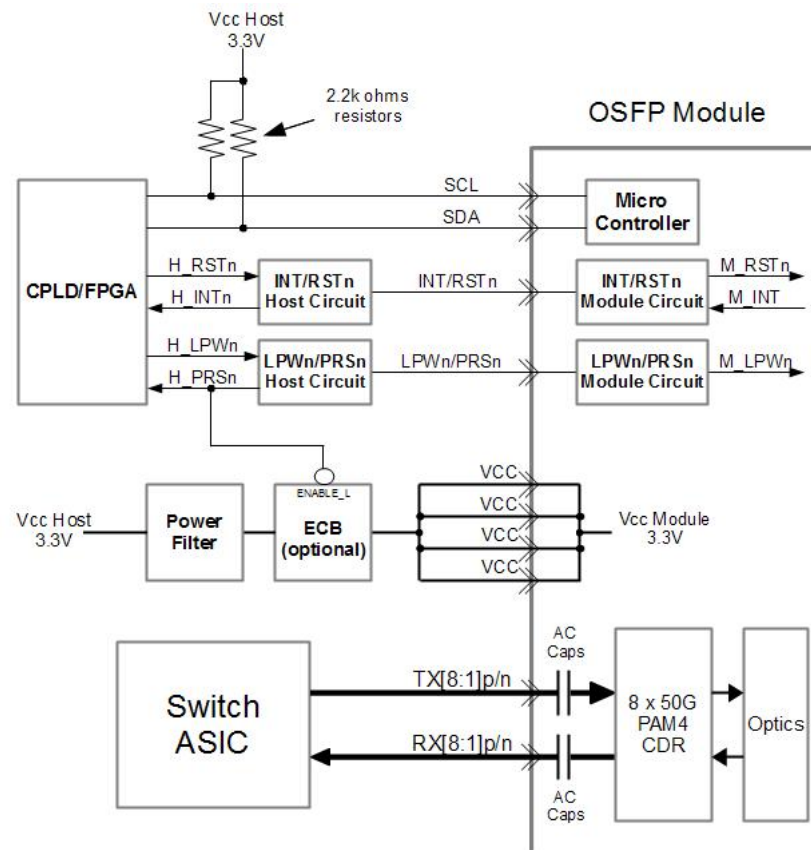 Vcc Host
3.3V
2.2k ohms
resistors
OSFP Module
SCL
SDA
Micro
Controller
CPLD/FPGA
H_RSTn
H_INTn
INT/RSTn
Host Circuit
INT/RSTn
INT/RSTn
Module Circuit
M_RSTn
M_INT
H_LPWn
H_PRSn
LPWn/PRSn
Host Circuit
LPWn/PRSn
LPWn/PRSn
Module Circuit
M_LPWn
Vcc Host
3.3V
Power
Filter
ENABLE_L
ECB
(optional)
VCC
VCC
VCC
VCC
Vcc Module
3.3V
Switch
ASIC
TX[8:1]p/n
RX[8:1]p/n
AC
Caps
AC
Caps
8 x 50G
PAM4
CDR
Optics